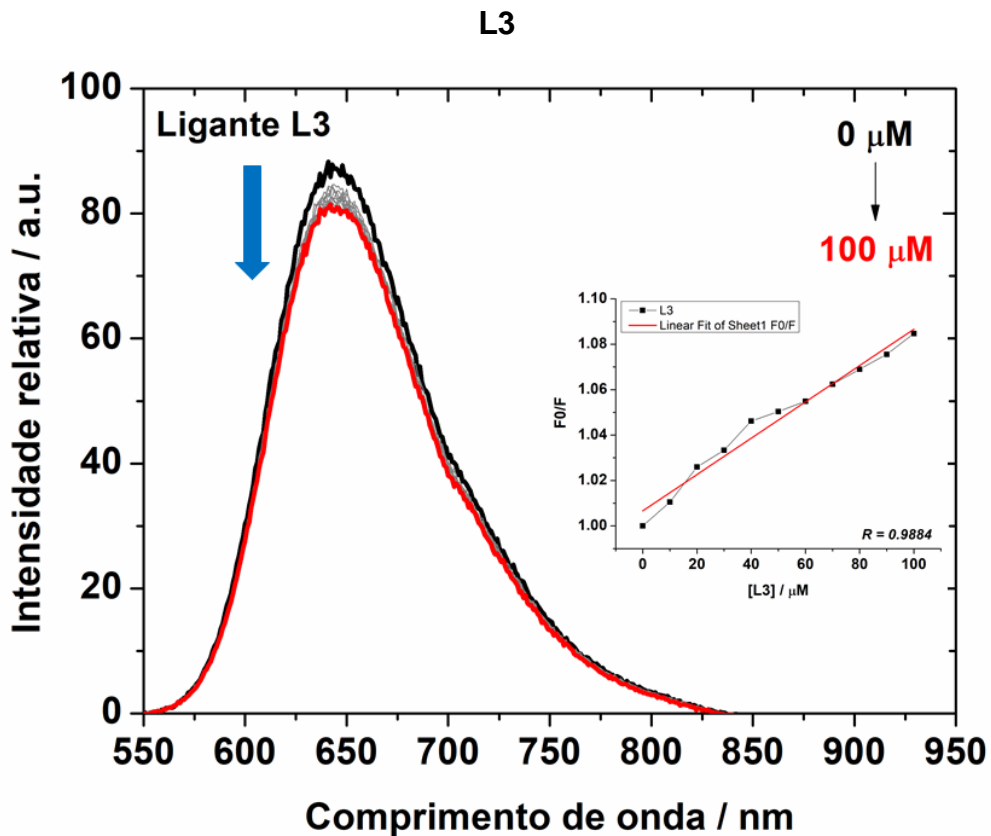 L3
Ligante L3
0 μM
100 μM
Intensidade relativa / a.u.
100
80
60
40
20
0
550 600 650 700 750 800 850 900 950
Comprimento de onda / nm
L3
Linear Fit of Sheet1 F0/F
F0/F
1.10
1.08
1.06
1.04
1.02
1.00
R = 0.9884
0 20 40 60 80 100
[L3] / μM